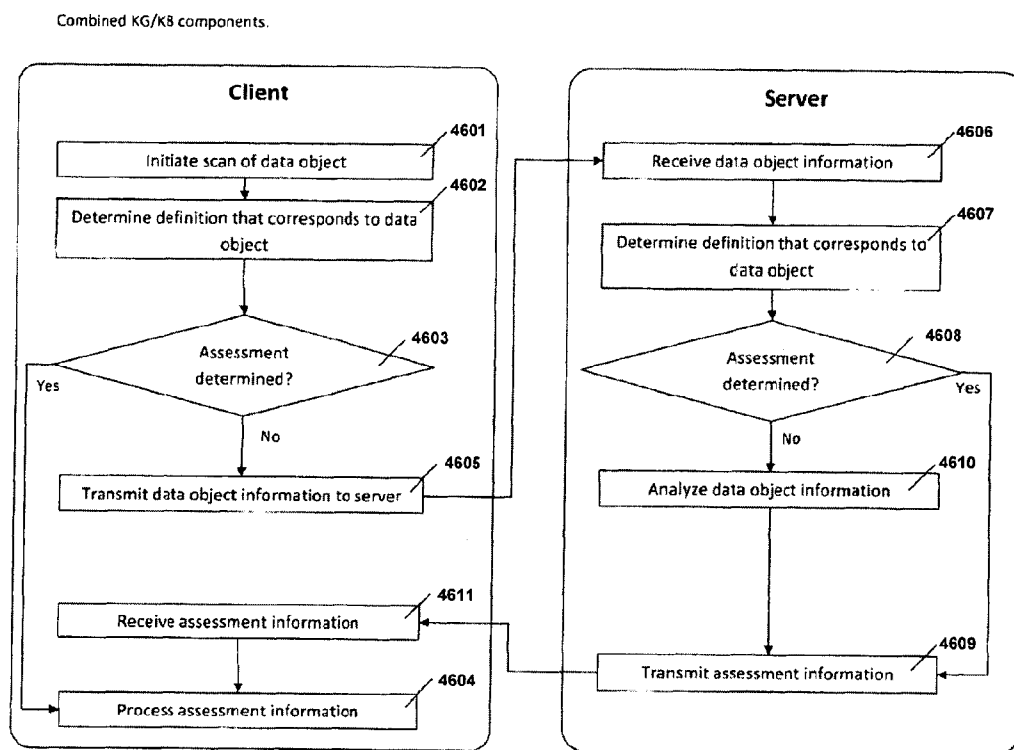 Combined KG/KB components.
Client
4601
Initiate scan of data object
4602
Determine definition that corresponds to data
object
4603
Assessment
determined?
Yes
No
4605
Transmit data object information to server
4611
Receive assessment information
4604
Process assessment information
Server
4606
Receive data object information
4607
Determine definition that corresponds to
data object
4608
Assessment
determined?
Yes
No
4610
Analyze data object information
4609
Transmit assessment information